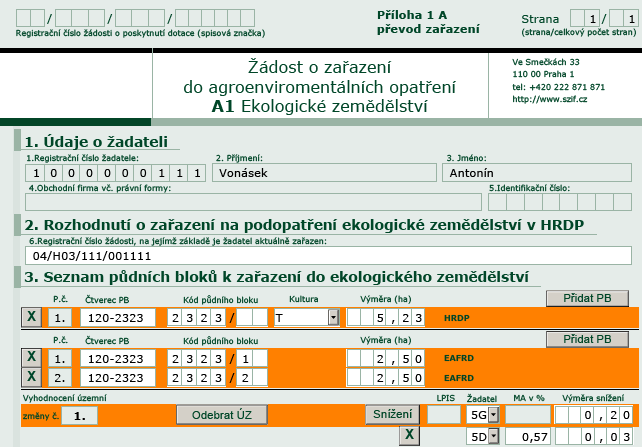 / / Příloha 1 A Strana 1 / 1
Registrační číslo žádosti o poskytnutí dotace (spisová značka) převod zařazení (strana/celkový počet stran)
Žádost o zařazení
do agroenviromentálních opatření
A1 Ekologické zemědělství
Ve Smečkách 33
110 00 Praha 1
tel: +420 222 871 871
http://www.szif.cz
1. Údaje o žadateli
1.Registrační číslo žadatele: 2. Příjmení: 3. Jméno:
1 0 0 0 0 0 0 1 1 1 Vonásek Antonín
4.Obchodní firma vč. právní formy: 5.Identifikační číslo:
2. Rozhodnutí o zařazení na podopatření ekologické zemědělství v HRDP
6.Registrační číslo žádosti, na jejímž základě je žadatel aktuálně zařazen:
04/H03/111/001111
3. Seznam půdních bloků k zařazení do ekologického zemědělství
P.č. Čtverec PB Kód půdního bloku Kultura Výměra (ha) Přidat PB
X 1. 120-2323 2 3 2 3 / T 5 , 2 3 HRDP
P.č. Čtverec PB Kód půdního bloku Výměra (ha) Přidat PB
X 1. 120-2323 2 3 2 3 / 1 2 , 5 0 EAFRD
X 2. 120-2323 2 3 2 3 / 2 2 , 5 0 EAFRD
Vyhodnocení územní LPIS Žadatel MA v % Výměra snížení
změny č. 1. Odebrat ÚZ Snížení 5G 0 , 2 0
X 5D 0,57 0 , 0 3